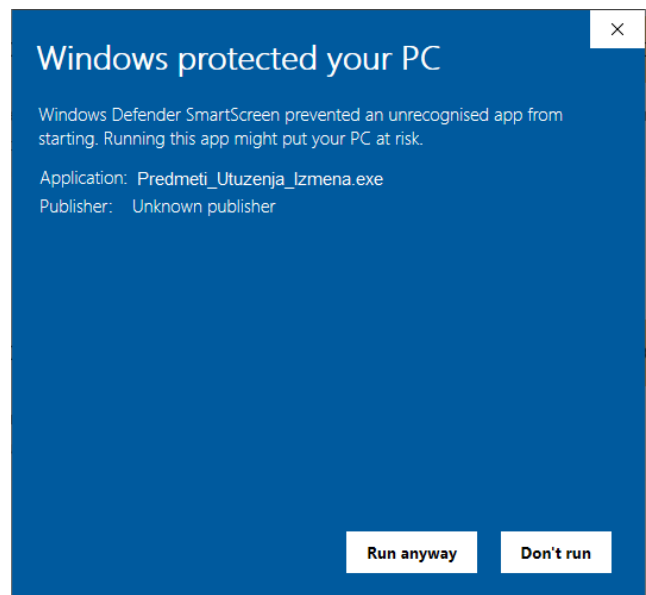 Windows protected your PC
Windows Defender SmartScreen prevented an unrecognised app from
starting. Running this app might put your PC at risk.
Application: Predmeti_Utuzenja_Izmena.exe
Publisher: Unknown publisher
Run anyway Don't run